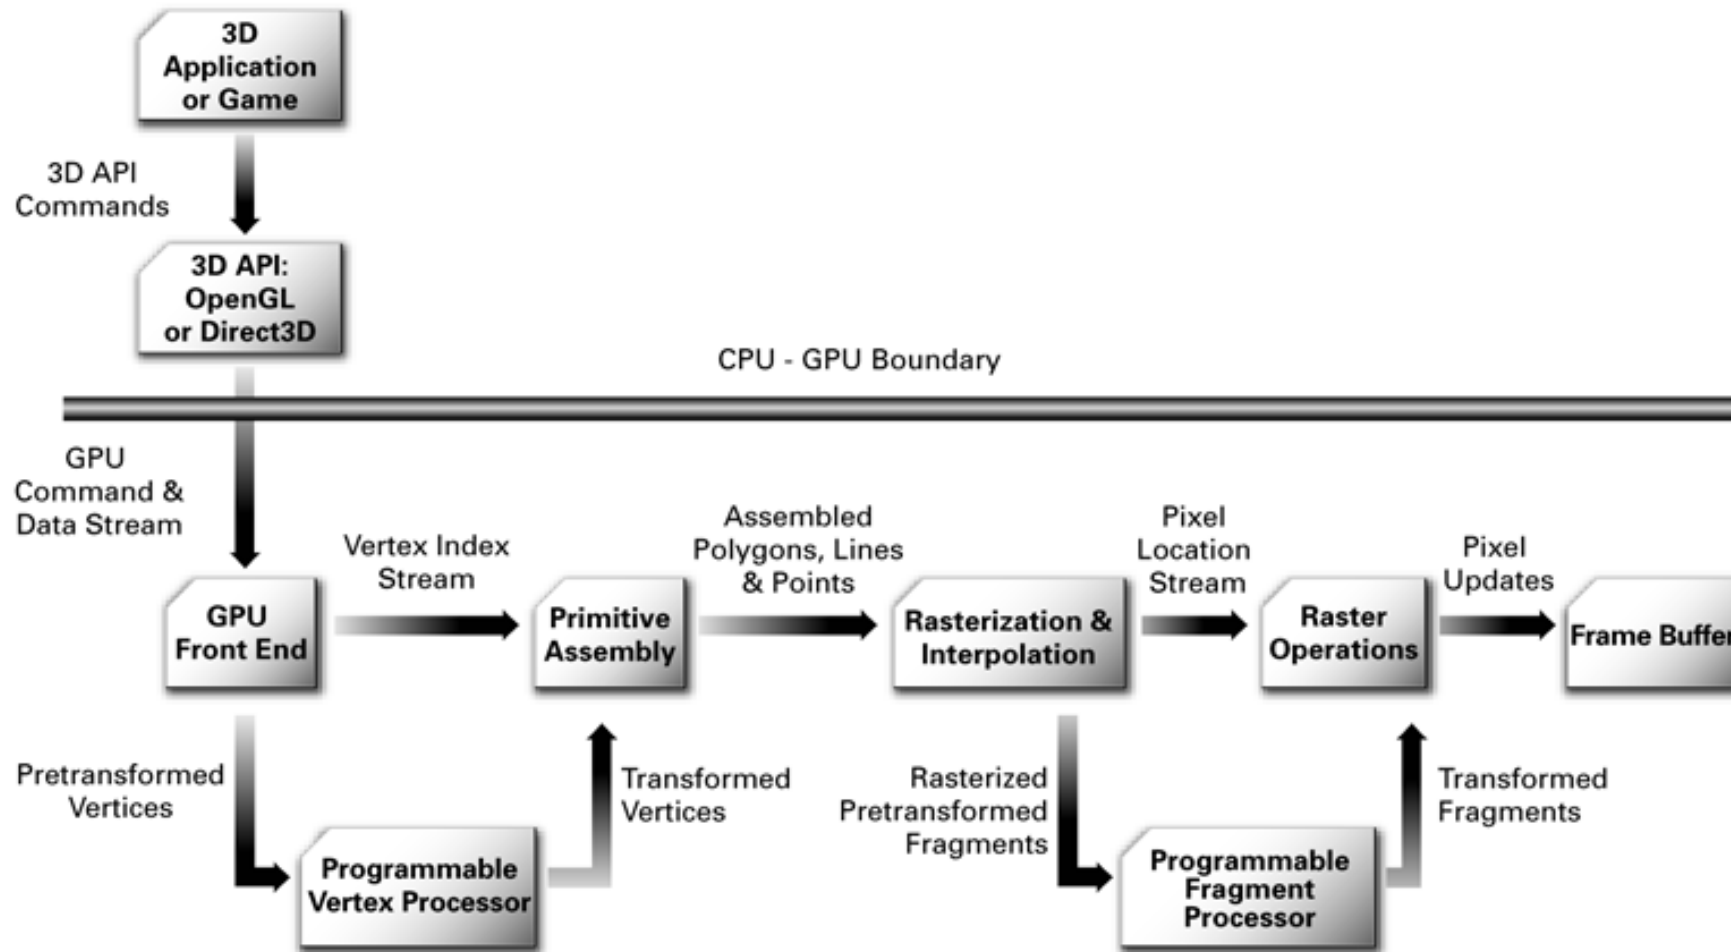 3D
Application
or Game
3D API
Commands
3D API:
OpenGL
or Direct3D
CPU - GPU Boundary
GPU
Command &
Data Stream
Vertex Index
Stream
Assembled
Polygons, Lines
& Points
Pixel
Location
Stream
Pixel
Updates
GPU
Front End
Primitive
Assembly
Rasterization &
Interpolation
Raster
Operations
Frame Buffer
Pretransformed
Vertices
Transformed
Vertices
Rasterized
Pretransformed
Fragments
Transformed
Fragments
Programmable
Vertex Processor
Programmable
Fragment
Processor